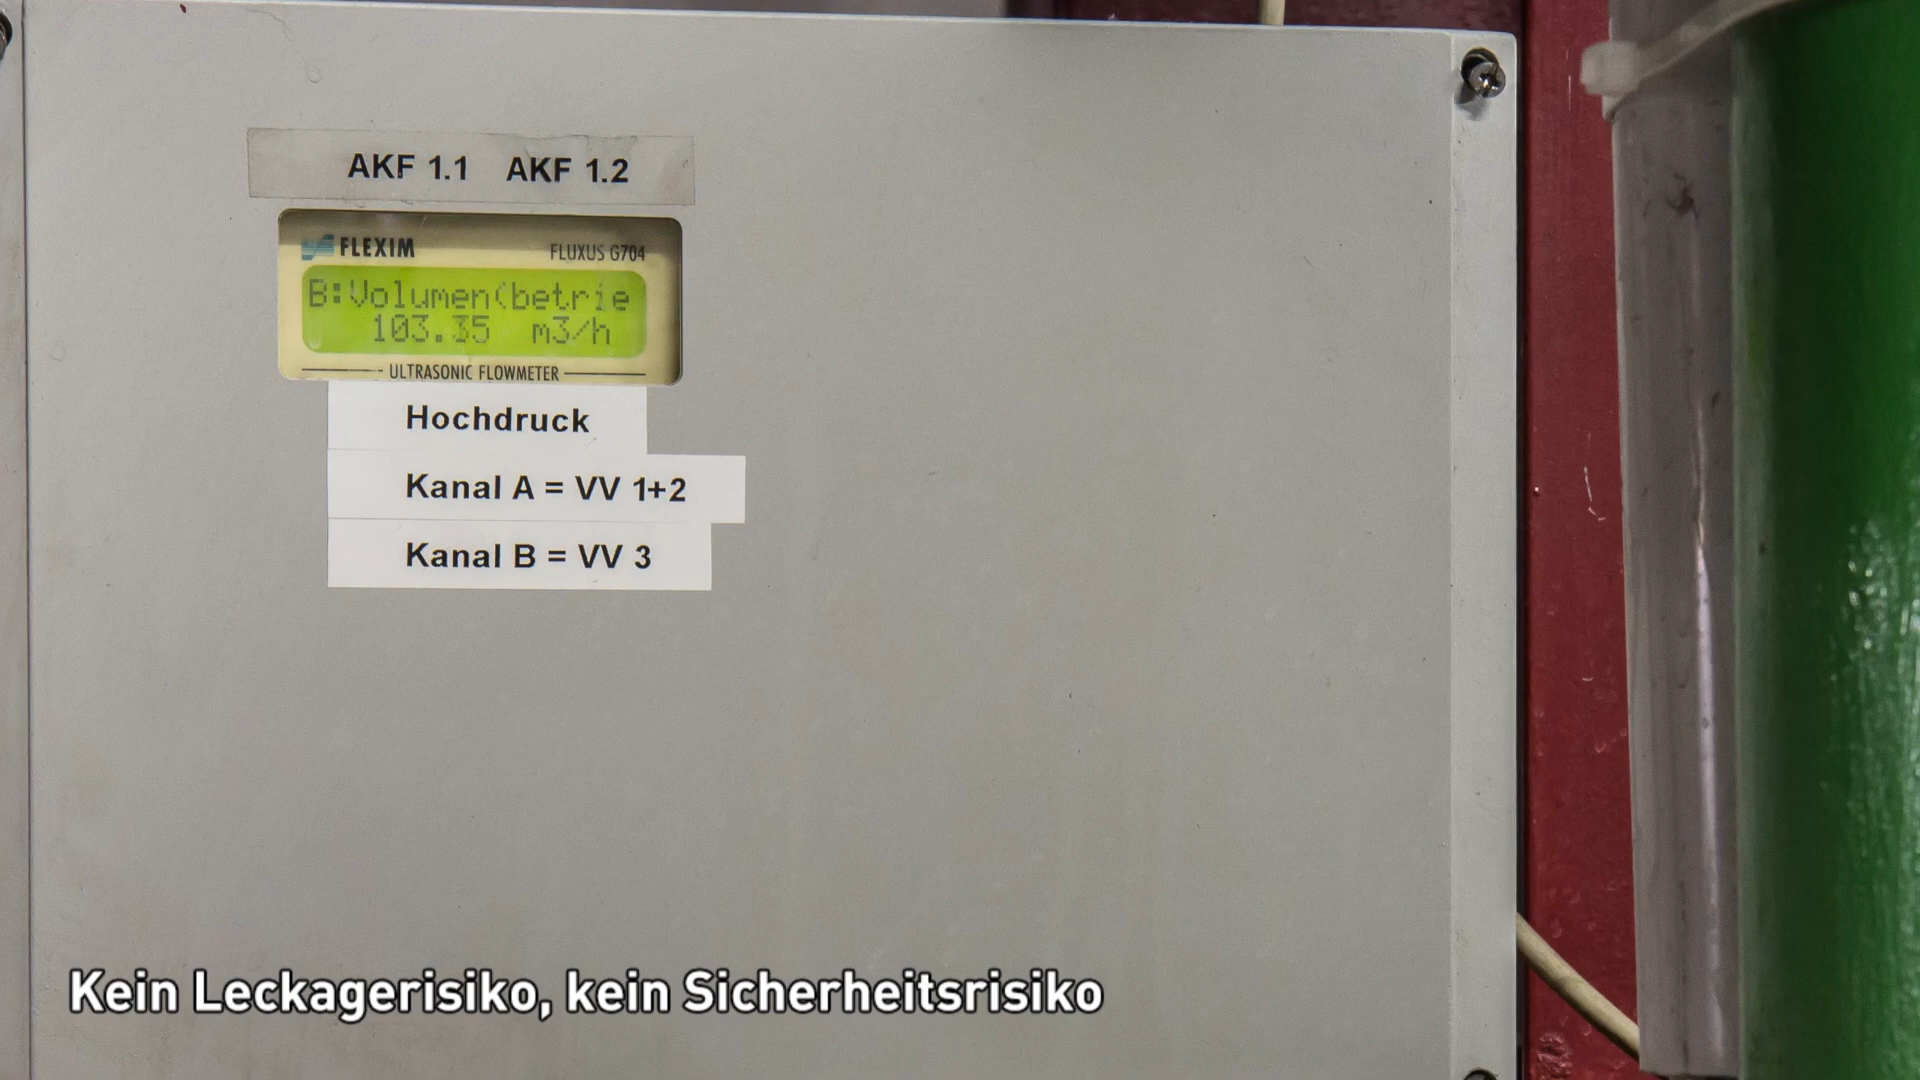 AKF 1.1 AKF 1.2
FLEXIM FLUXUS G704
B:Volumen(betrie
103.35 m3/h
ULTRASONIC FLOWMETER
Hochdruck
Kanal A = VV 1+2
Kanal B = VV 3
Kein Leckagerisiko, kein Sicherheitsrisiko